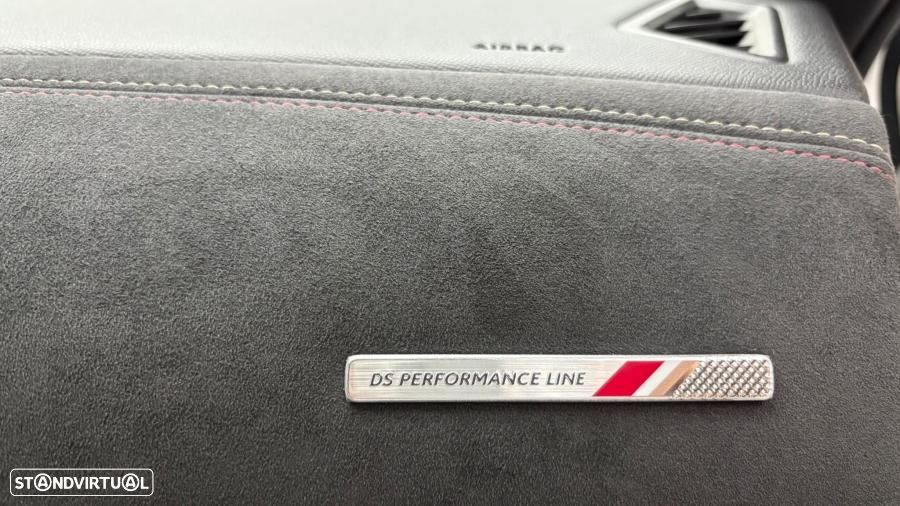 AIRBAG
DS PERFORMANCE LINE
STANDVIRTUAL